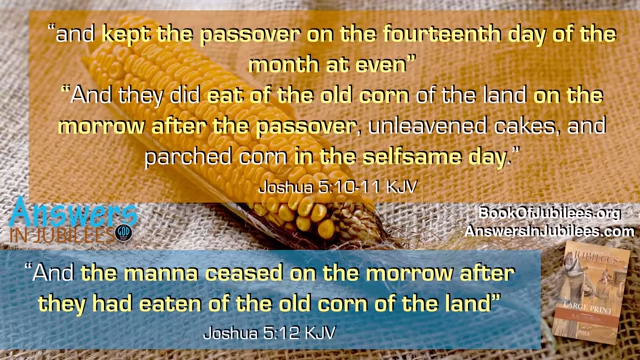 “and kept the passover on the fourteenth day of the
month at even”
“And they did eat of the old corn of the land on the
morrow after the passover, unleavened cakes, and
parched corn in the selfsame day.”
Joshua 5:10-11 KJV
Answers
IN JUBILEES
GOD
BookOfJubilees.org
AnswersInJubilees.com
JUBILEES
LARGE PRINT
“And the manna ceased on the morrow after
they had eaten of the old corn of the land”
Joshua 5:12 KJV